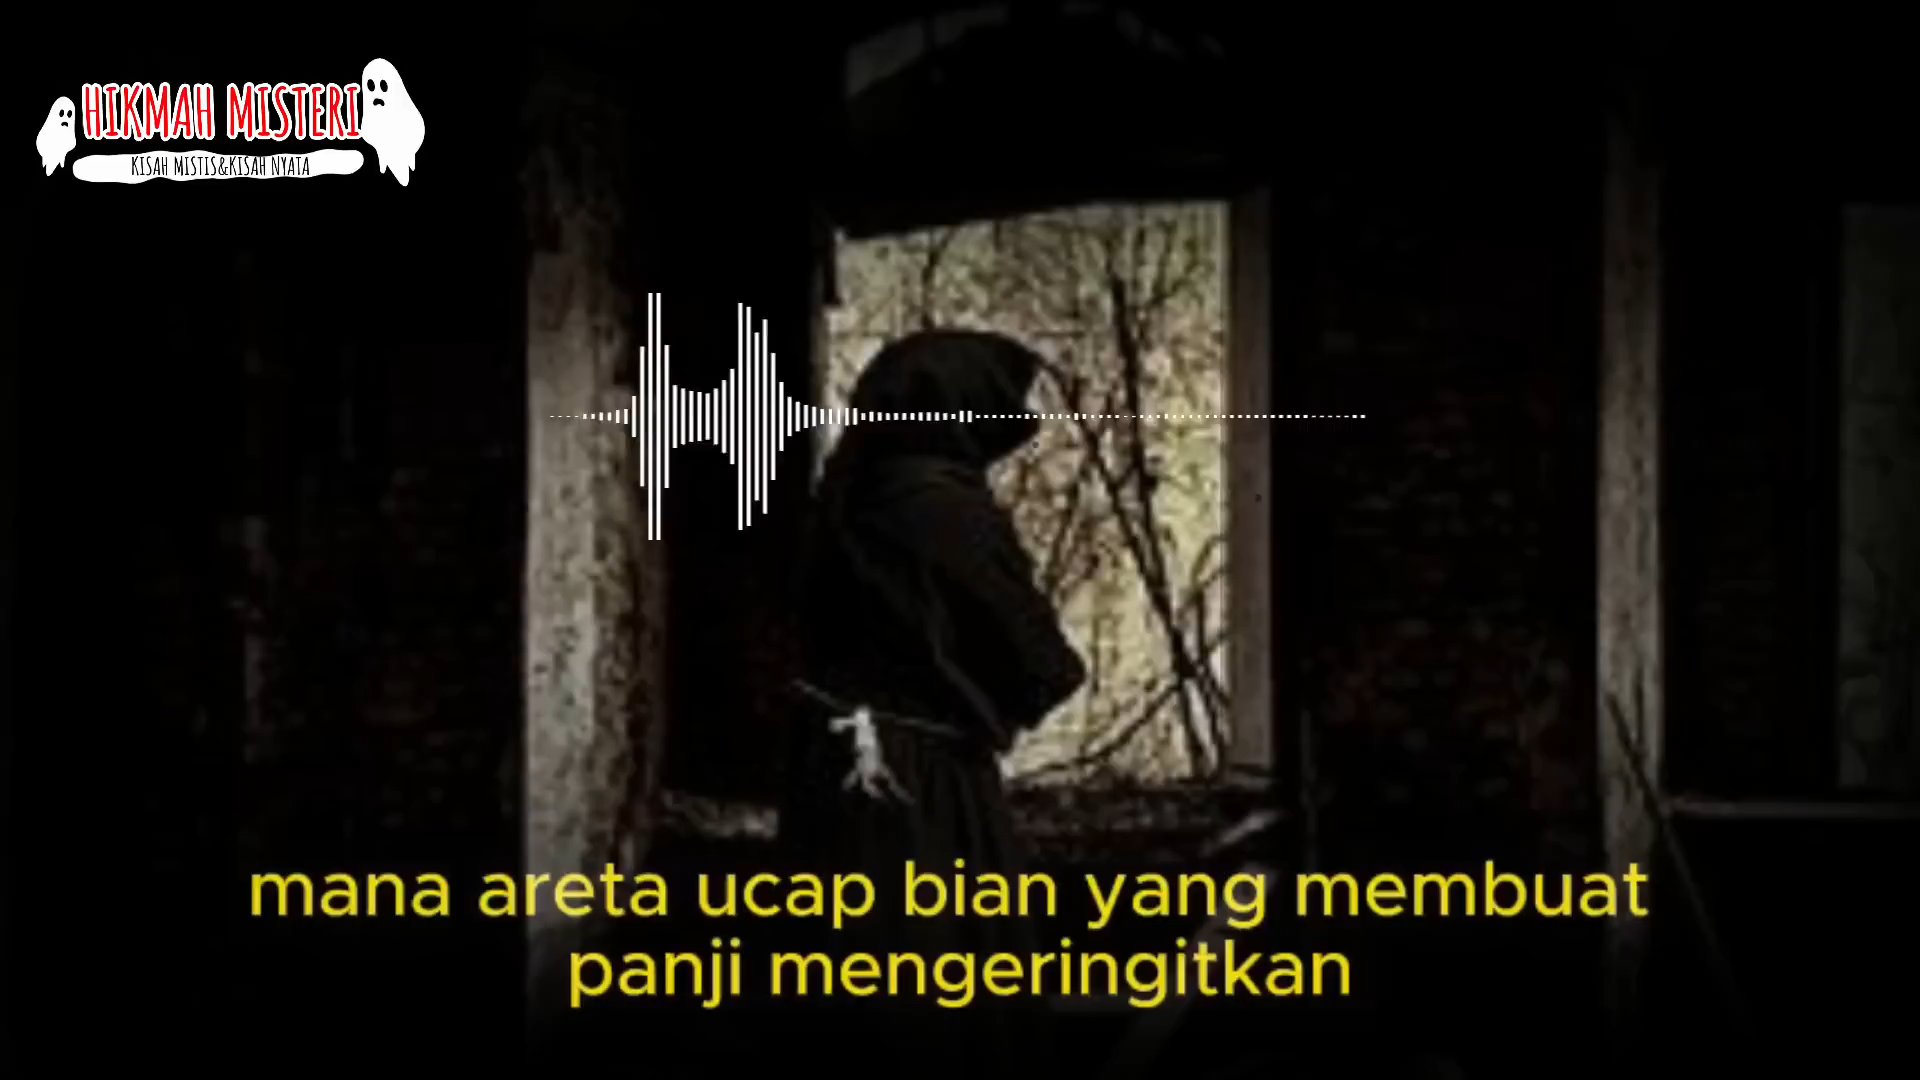 HIKMAH MISTERI
KISAH MISTIS&KISAH NYATA
mana areta ucap bian yang membuat
panji mengeringitkan